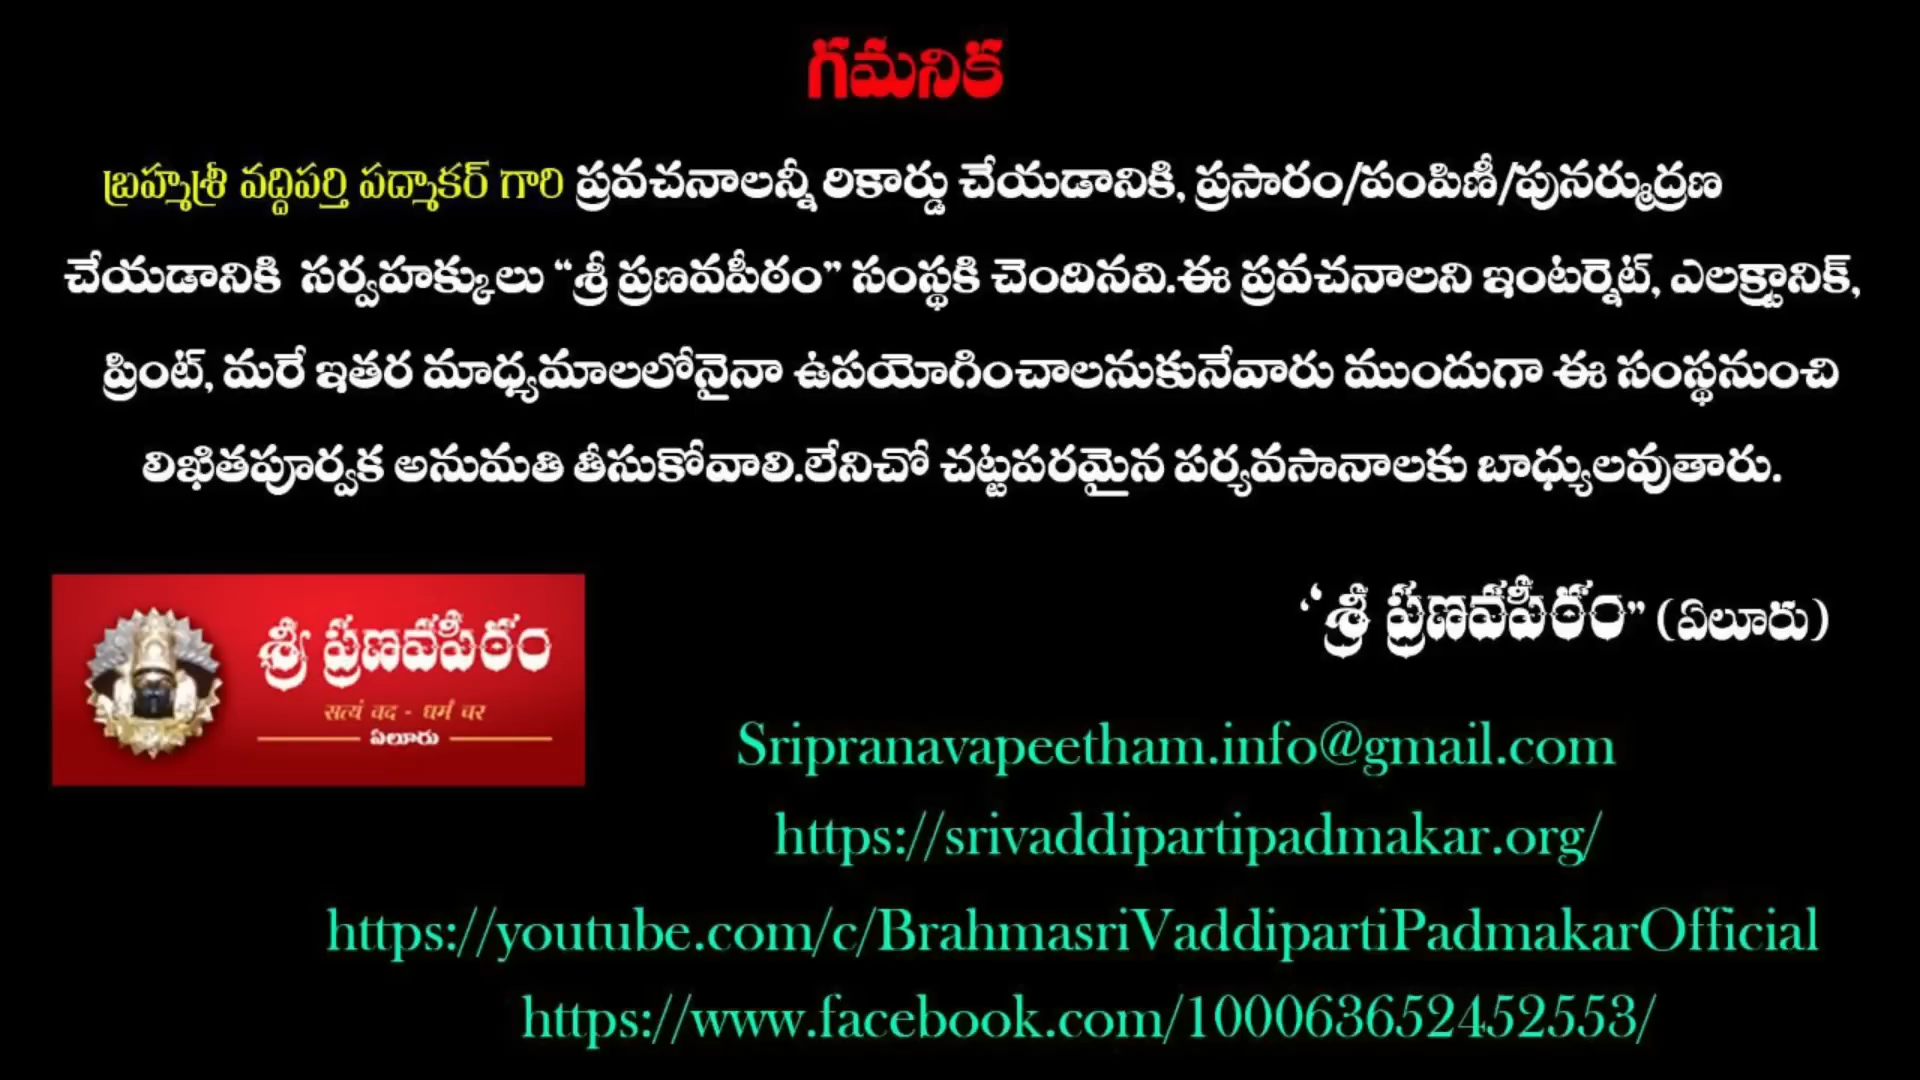 గమనిక
బ్రహ్మశ్రీ వద్దిపర్తి పద్మాకర్ గారి ప్రవచనాలన్నీ రికార్డు చేయడానికి, ప్రసారం/పంపిణీ/పునర్ముద్రణ
చేయడానికి సర్వహక్కులు “శ్రీ ప్రణవపీఠం” సంస్థకి చెందినవి.ఈ ప్రవచనాలని ఇంటర్నెట్, ఎలక్ట్రానిక్,
ప్రింట్, మరే ఇతర మాధ్యమాలలోనైనా ఉపయోగించాలనుకునేవారు ముందుగా ఈ సంస్థనుంచి
లిఖితపూర్వక అనుమతి తీసుకోవాలి.లేనిచో చట్టపరమైన పర్యవసానాలకు బాధ్యులవుతారు.
“శ్రీ ప్రణవపీఠం” (ఏలూరు)
శ్రీ ప్రణవపీఠం
सत्यं वद - धर्मं चर
ఏలూరు
Sripranavapeetham.info@gmail.com
https://srivaddipartipadmakar.org/
https://youtube.com/c/BrahmasriVaddipartiPadmakarOfficial
https://www.facebook.com/100063652452553/